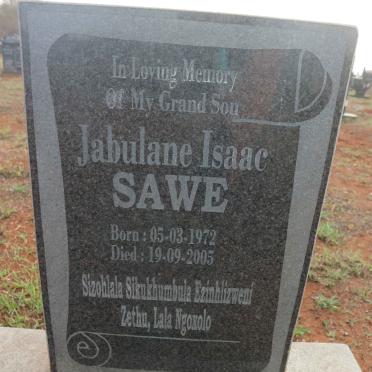 In Loving Memory
Of My Grand Son
Jabulane Isaac
SAWE
Born : 05-03-1972
Died : 19-09-2005
Sizohlala Sikukhumbula Ezinhlizweni
Zethu, Lala Ngoxolo